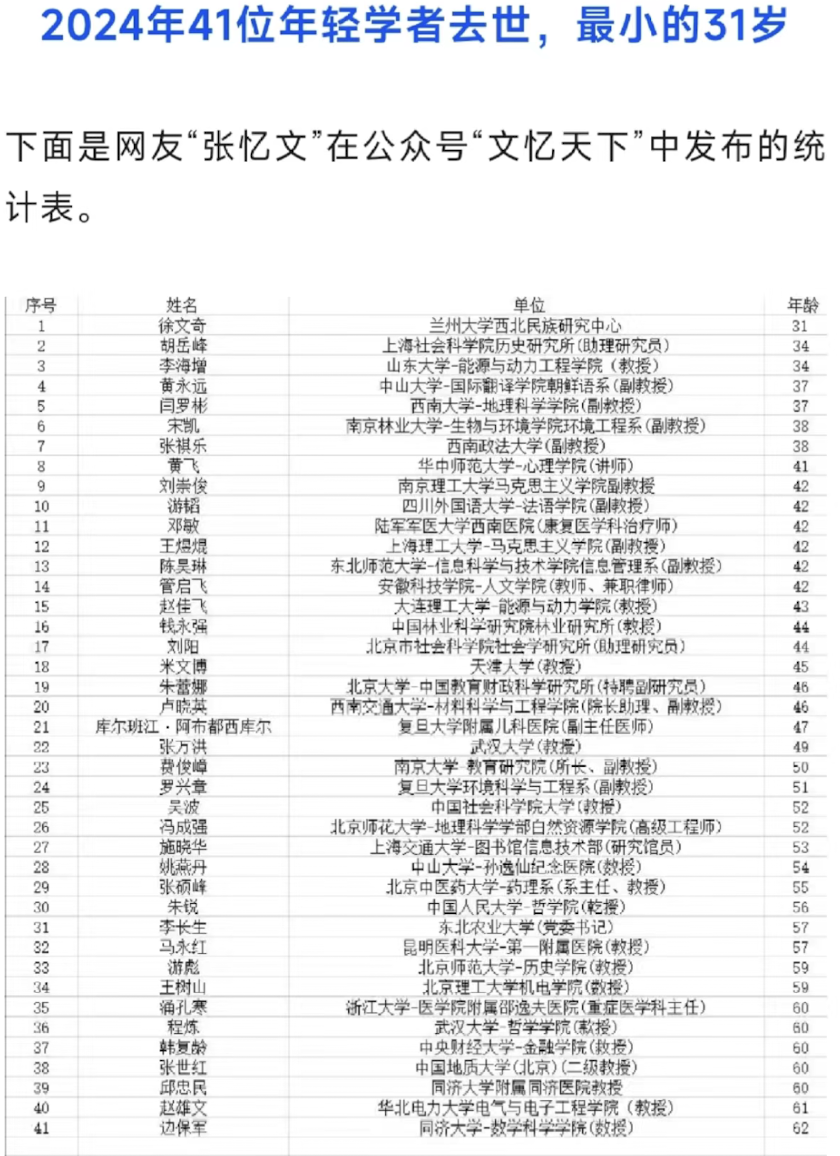 2024年41位年轻学者去世，最小的31岁
下面是网友“张忆文”在公众号“文忆天下”中发布的统
计表。
序号 姓名 单位 年龄
1 徐文奇 兰州大学西北民族研究中心 31
2 胡岳峰 上海社会科学院历史研究所(助理研究员) 34
3 李海增 山东大学-能源与动力工程学院（教授） 34
4 黄永远 中山大学-国际翻译学院朝鲜语系(副教授) 37
5 闫罗彬 西南大学-地理科学学院(副教授) 37
6 宋凯 南京林业大学-生物与环境学院环境工程系(副教授) 38
7 张祺乐 西南政法大学(副教授) 38
8 黄飞 华中师范大学-心理学院(讲师) 41
9 刘崇俊 南京理工大学马克思主义学院副教授 42
10 游韬 四川外国语大学-法语学院(副教授) 42
11 邓敏 陆军军医大学西南医院(康复医学科治疗师) 42
12 王煜焜 上海理工大学-马克思主义学院(副教授) 42
13 陈昊琳 东北师范大学-信息科学与技术学院信息管理系(副教授) 42
14 管启飞 安徽科技学院-人文学院(教师、兼职律师) 42
15 赵佳飞 大连理工大学-能源与动力学院(教授) 43
16 钱永强 中国林业科学研究院林业研究所(教授) 44
17 刘阳 北京市社会科学院社会学研究所(助理研究员) 44
18 米文博 天津大学(教授) 45
19 朱蕾娜 北京大学-中国教育财政科学研究所(特聘副研究员) 46
20 卢晓英 西南交通大学-材料科学与工程学院(院长助理、副教授) 46
21 库尔班江·阿布都西库尔 复旦大学附属儿科医院(副主任医师) 47
22 张万洪 武汉大学(教授) 49
23 费俊嶂 南京大学-教育研究院(所长、副教授) 50
24 罗兴章 复旦大学环境科学与工程系(副教授) 51
25 吴波 中国社会科学院大学(教授) 52
26 冯成强 北京师范大学-地理科学学部自然资源学院(高级工程师) 52
27 施晓华 上海交通大学-图书馆信息技术部(研究馆员) 53
28 姚燕丹 中山大学-孙逸仙纪念医院(教授) 54
29 张硕峰 北京中医药大学-药理系(系主任、教授) 55
30 朱锐 中国人民大学-哲学院(教授) 56
31 李长生 东北农业大学(党委书记) 57
32 马永红 昆明医科大学-第一附属医院(教授) 57
33 游彪 北京师范大学-历史学院(教授) 59
34 王树山 北京理工大学机电学院(教授) 59
35 孔寒 浙江大学-医学院附属邵逸夫医院(重症医学科主任) 60
36 程炼 武汉大学-哲学学院(教授) 60
37 韩复龄 中央财经大学-金融学院(教授) 60
38 张世红 中国地质大学(北京)(二级教授) 60
39 邱忠民 同济大学附属同济医院教授 60
40 赵雄文 华北电力大学电气与电子工程学院（教授） 61
41 边保军 同济大学-数学科学学院(教授) 62